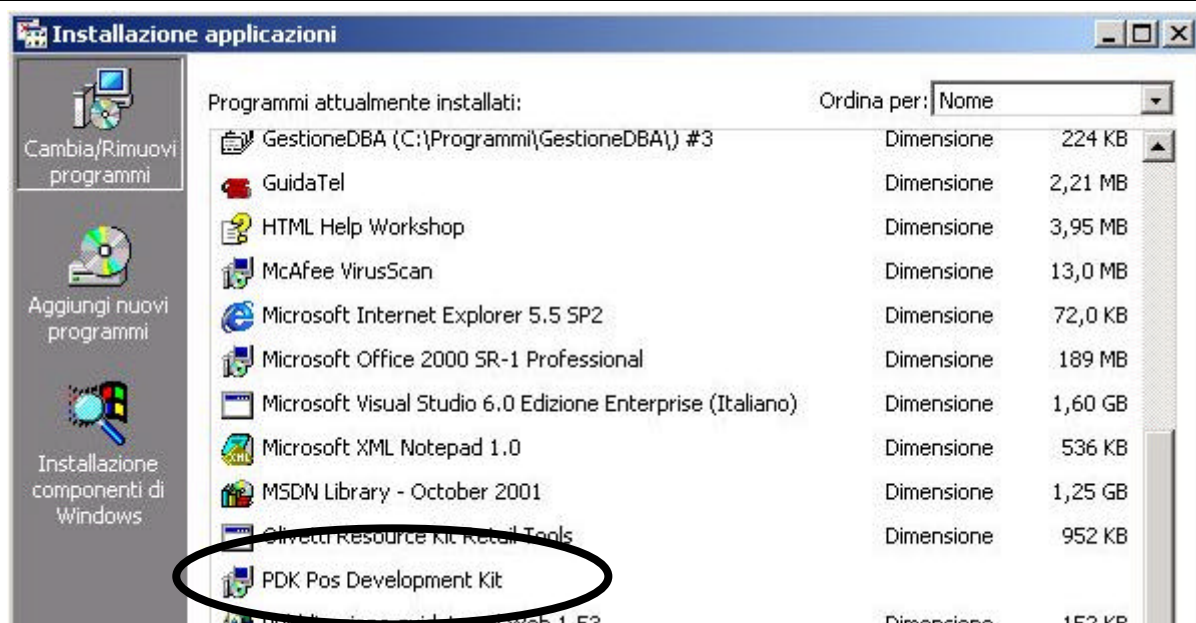 Installazione applicazioni
Cambia/Rimuovi
programmi
Aggiungi nuovi
programmi
Installazione
componenti di
Windows
Programmi attualmente installati:
Ordina per: Nome
GestioneDBA (C:\Programmi\GestioneDBA\) #3 Dimensione 224 KB
GuidaTel Dimensione 2,21 MB
HTML Help Workshop Dimensione 3,95 MB
McAfee VirusScan Dimensione 13,0 MB
Microsoft Internet Explorer 5.5 SP2 Dimensione 72,0 KB
Microsoft Office 2000 SR-1 Professional Dimensione 189 MB
Microsoft Visual Studio 6.0 Edizione Enterprise (Italiano) Dimensione 1,60 GB
Microsoft XML Notepad 1.0 Dimensione 536 KB
MSDN Library - October 2001 Dimensione 1,25 GB
Olivetti Resource Kit Retail Tools Dimensione 952 KB
PDK Pos Development Kit
Web 1.53 Dimensione 152 KB